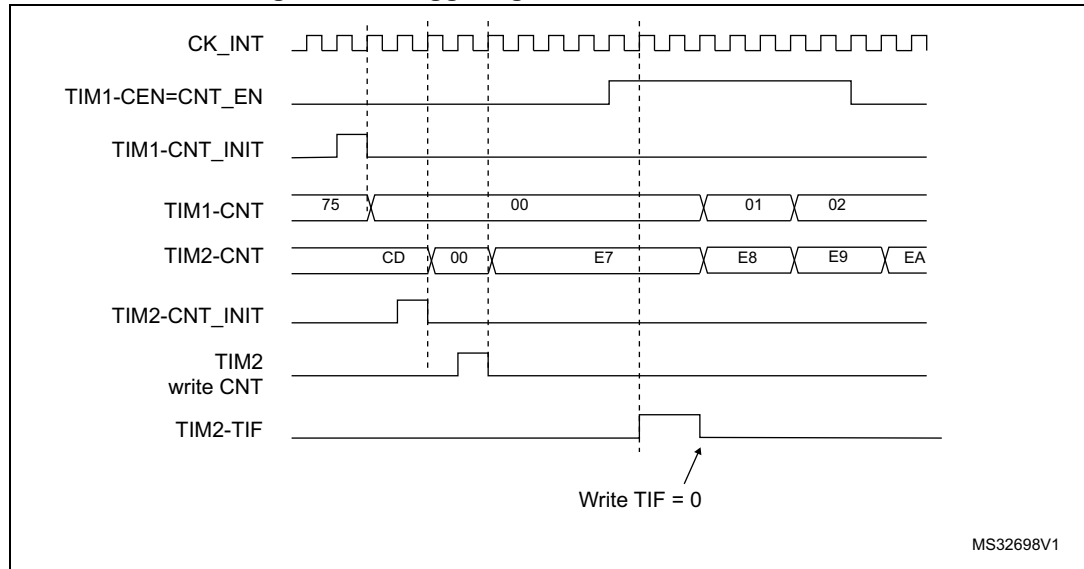 CK_INT
TIM1-CEN=CNT_EN
TIM1-CNT_INIT
TIM1-CNT 75 00 01 02
TIM2-CNT CD 00 E7 E8 E9 EA
TIM2-CNT_INIT
TIM2
write CNT
TIM2-TIF
Write TIF = 0
MS32698V1